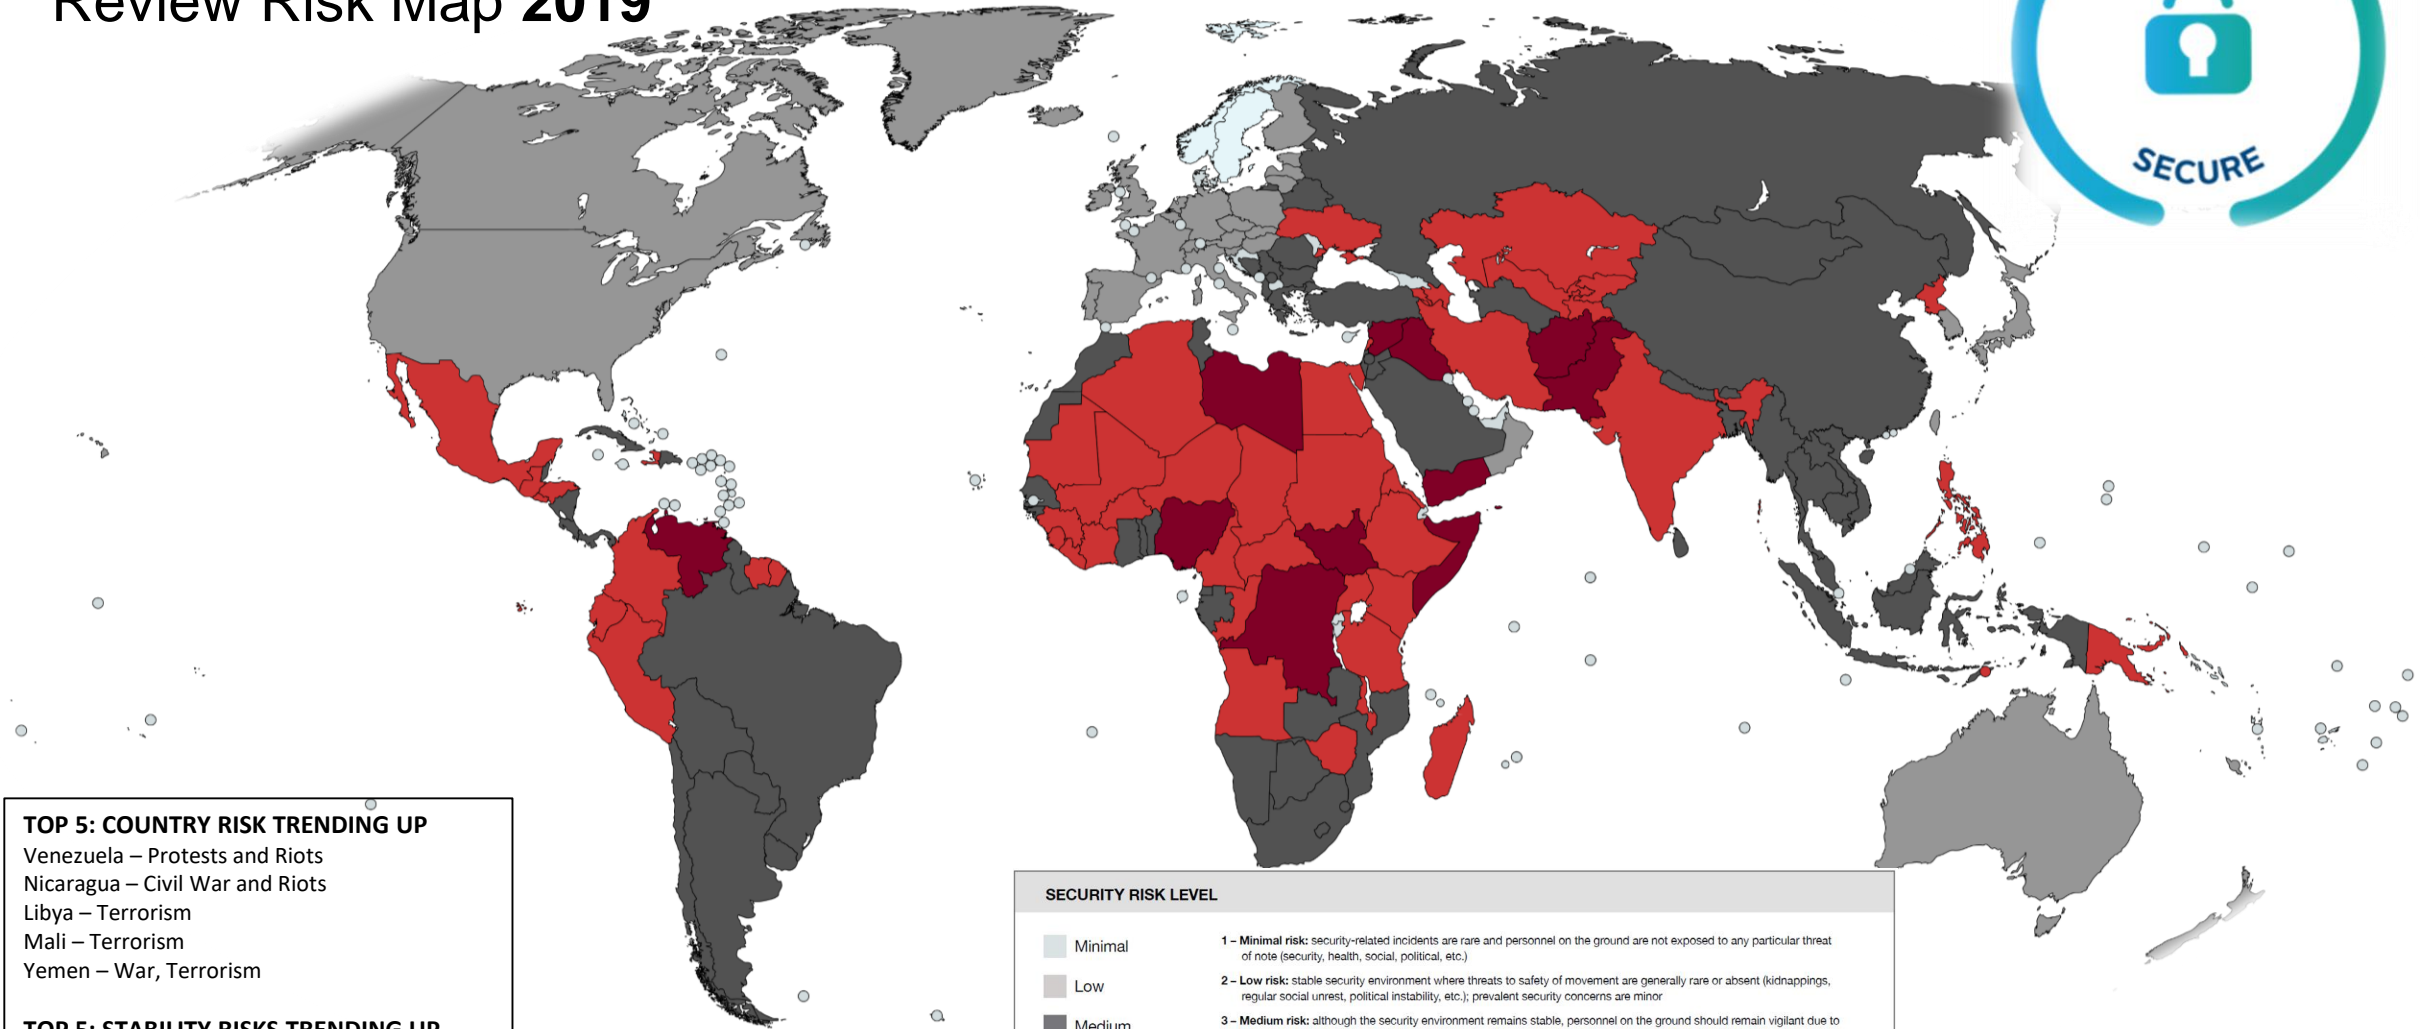 Review Risk Map 2019
SECURE
TOP 5: COUNTRY RISK TRENDING UP
Venezuela – Protests and Riots
Nicaragua – Civil War and Riots
Libya – Terrorism
Mali – Terrorism
Yemen – War, Terrorism
TOP 5: STABILITY RISKS TRENDING UP
SECURITY RISK LEVEL
Minimal
1 – Minimal risk: security-related incidents are rare and personnel on the ground are not exposed to any particular threat
of note (security, health, social, political, etc.)
Low
2 – Low risk: stable security environment where threats to safety of movement are generally rare or absent (kidnappings,
regular social unrest, political instability, etc.); prevalent security concerns are minor
Medium
3 – Medium risk: although the security environment remains stable, personnel on the ground should remain vigilant due to